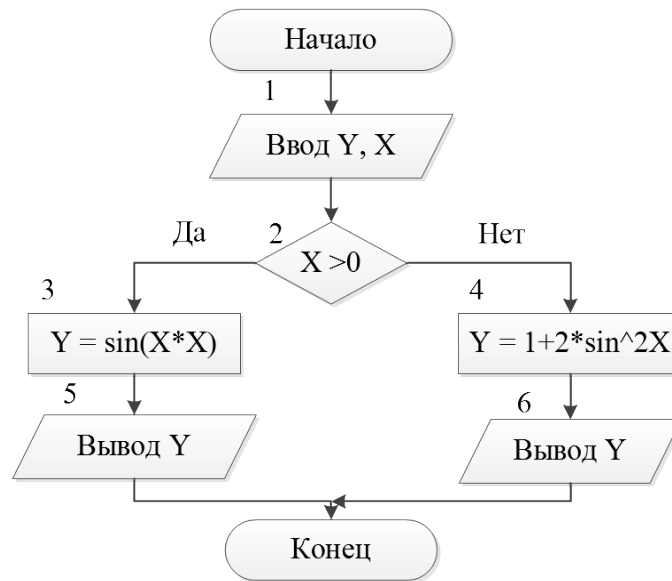 Начало
1
Ввод Y, X
Да
2
X >0
Нет
3
Y = sin(X*X)
4
Y = 1+2*sin^2X
5
Вывод Y
6
Вывод Y
Конец